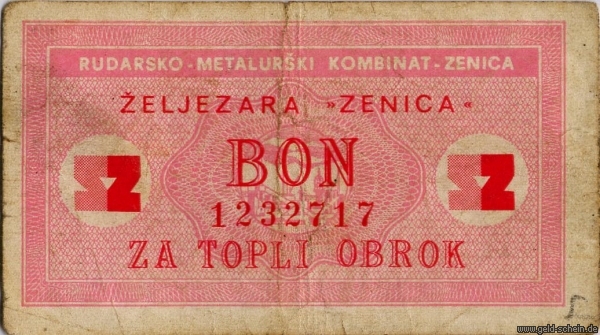 RUDARSKO-METALURŠKI KOMBINAT-ZENICA
ŽELJEZARA »ZENICA«
BON
1232717
ZA TOPLI OBROK
www.geld-schein.de